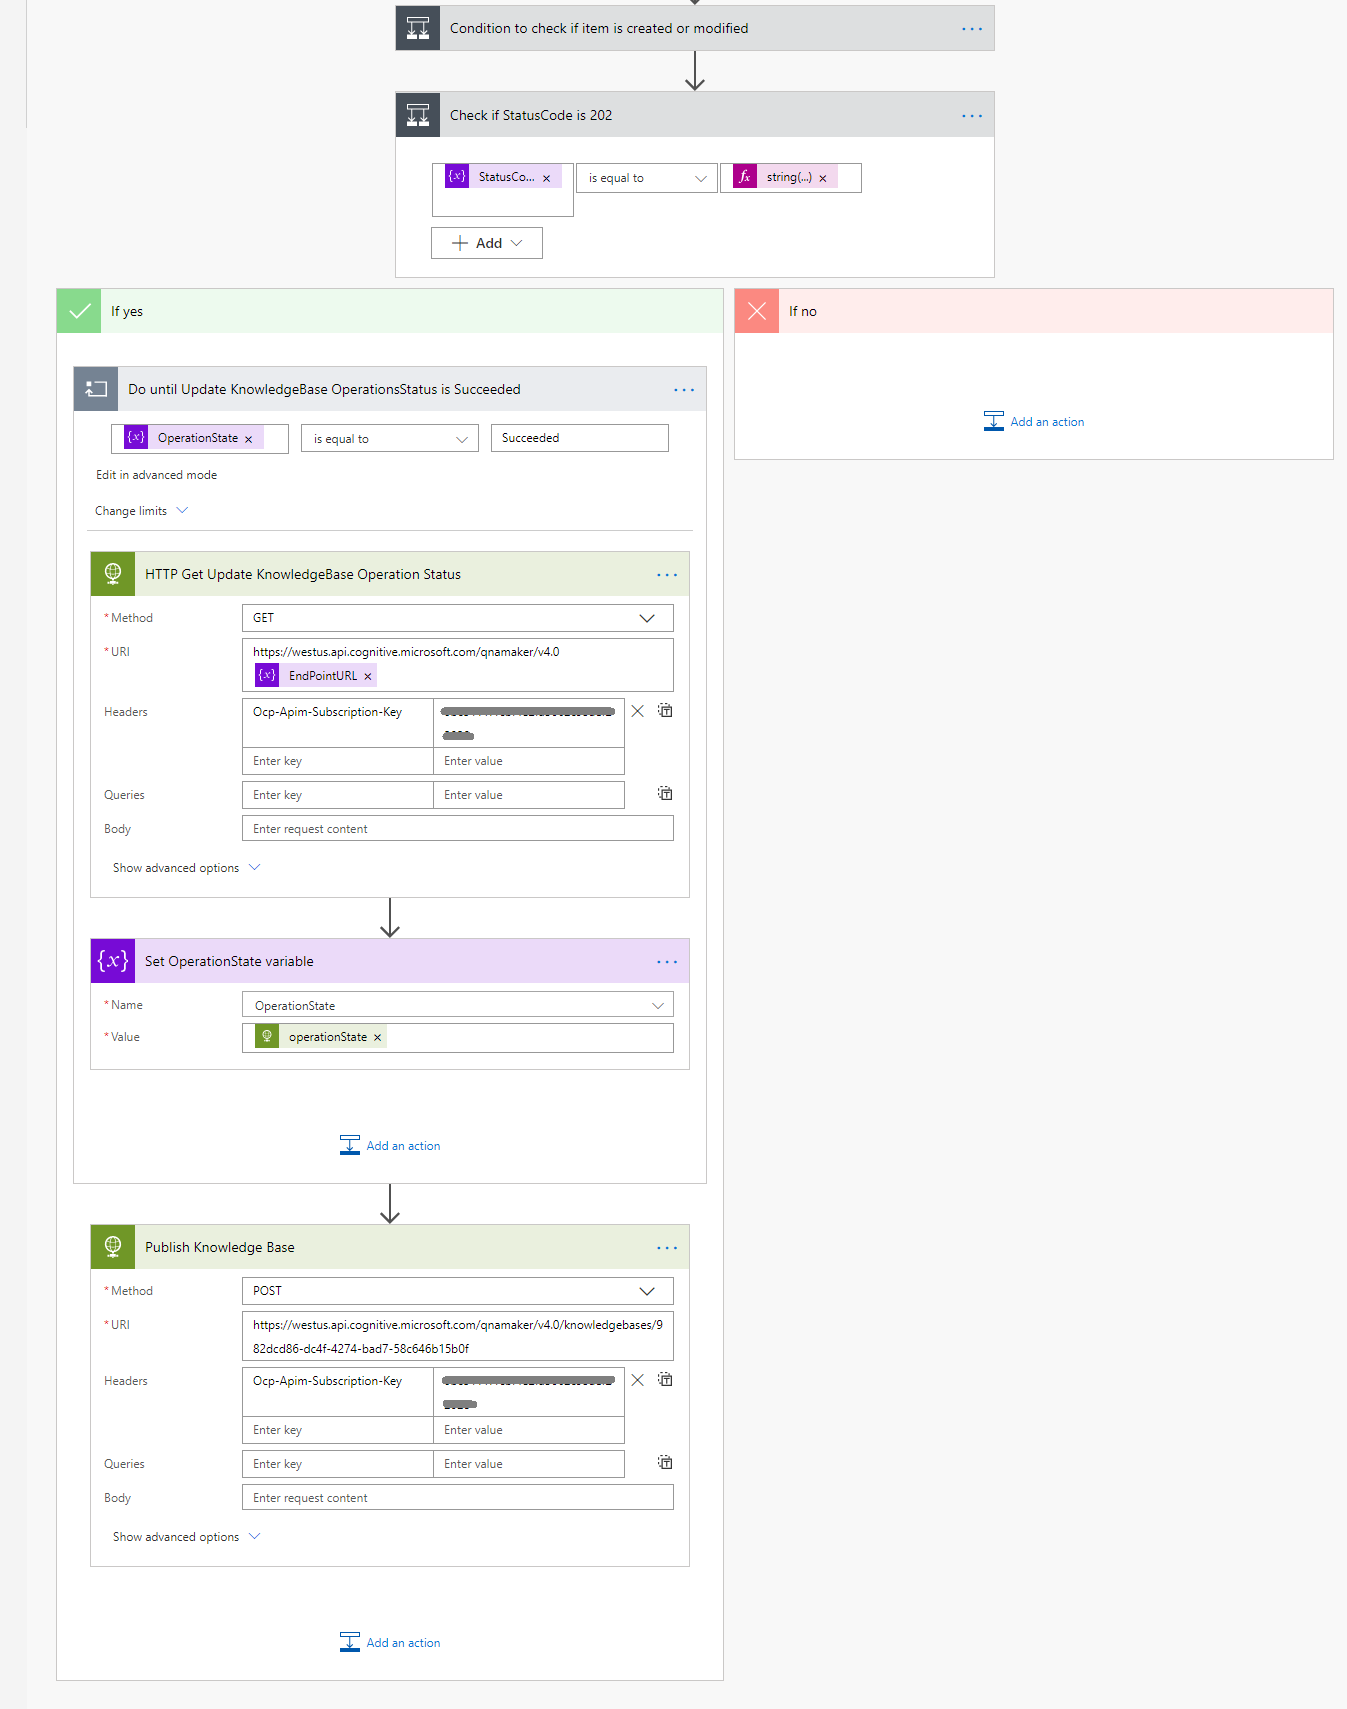 Condition to check if item is created or modified
Check if StatusCode is 202
{x} StatusCo... × is equal to fx string(...) ×
+ Add
If yes
If no
Do until Update KnowledgeBase OperationsStatus is Succeeded
{x} OperationState × is equal to Succeeded
Add an action
Edit in advanced mode
Change limits
HTTP Get Update KnowledgeBase Operation Status
* Method GET
* URI https://westus.api.cognitive.microsoft.com/qnamaker/v4.0
{x} EndPointURL ×
Headers Ocp-Apim-Subscription-Key
Enter key Enter value
Queries Enter key Enter value
Body Enter request content
Show advanced options
{x} Set OperationState variable
* Name OperationState
* Value operationState ×
Add an action
Publish Knowledge Base
* Method POST
* URI https://westus.api.cognitive.microsoft.com/qnamaker/v4.0/knowledgebases/9
82dcd86-dc4f-4274-bad7-58c646b15b0f
Headers Ocp-Apim-Subscription-Key
Enter key Enter value
Queries Enter key Enter value
Body Enter request content
Show advanced options
Add an action